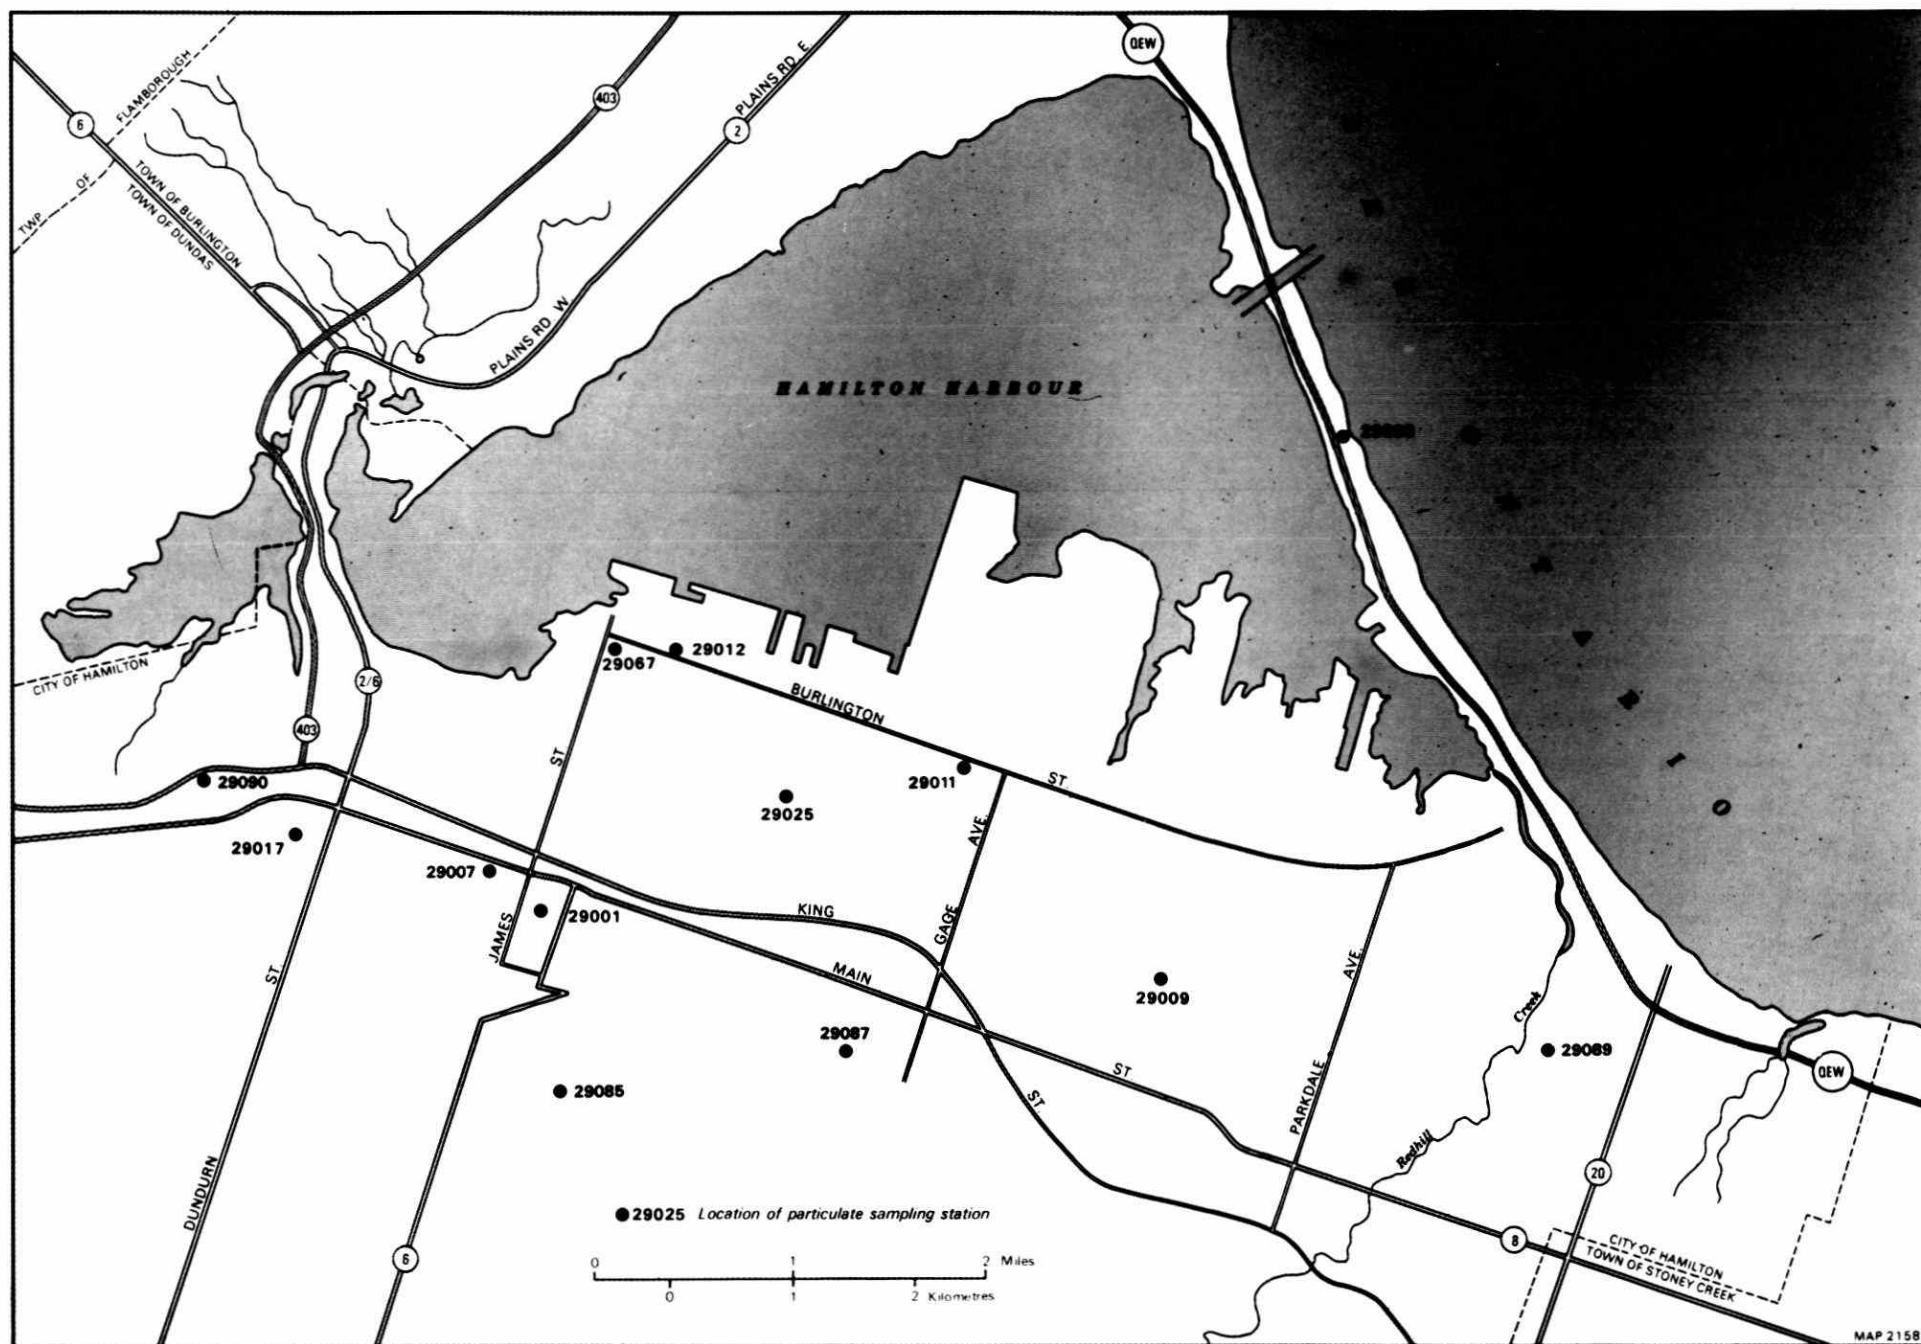 QEW
403
PLAINS RD. E
2
6
FLAMBOROUGH
OF
TWP
TOWN OF BURLINGTON
TOWN OF DUNDAS
PLAINS RD. W
HAMILTON HARBOUR
29067
29012
BURLINGTON
ST.
CITY OF HAMILTON
2/6
403
29090
ST
29011
29025
AVE.
29017
29007
29001
JAMES
KING
GAGE
MAIN
ST
AVE.
29009
Creek
29087
29089
QEW
29085
ST
ST.
PARKDALE
Redhill
DUNDURN
20
29025 Location of particulate sampling station
8
CITY OF HAMILTON
TOWN OF STONEY CREEK
6
0 1 2 Miles
0 1 2 Kilometres
MAP 2158